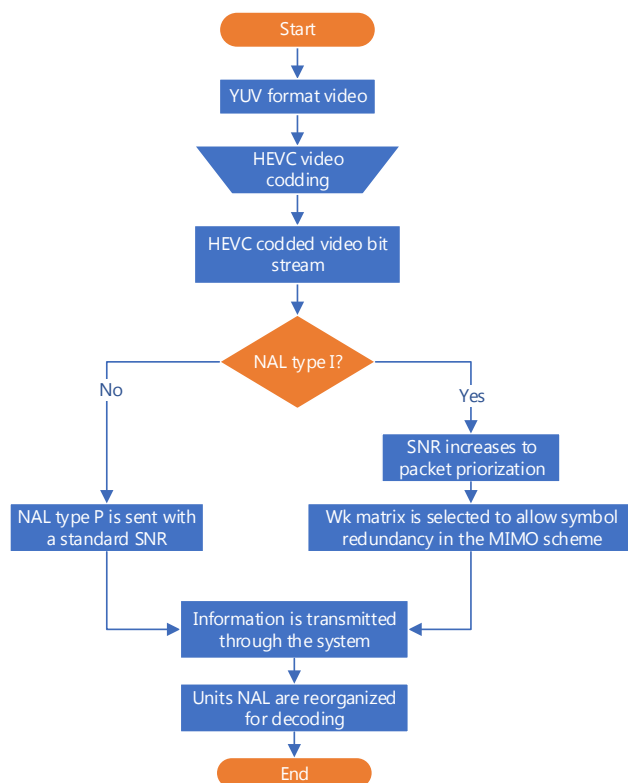 Start
YUV format video
HEVC video
codding
HEVC codded video bit
stream
NAL type I?
No
Yes
SNR increases to
packet priorization
NAL type P is sent with
a standard SNR
Wk matrix is selected to allow symbol
redundancy in the MIMO scheme
Information is transmitted
through the system
Units NAL are reorganized
for decoding
End